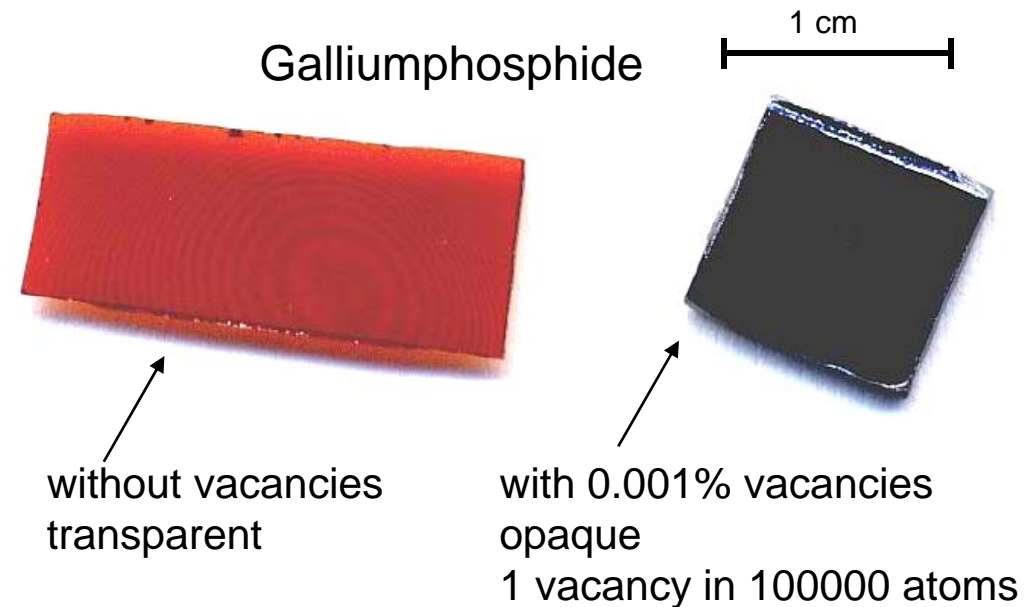 1 cm
Galliumphosphide
without vacancies
transparent
with 0.001% vacancies
opaque
1 vacancy in 100000 atoms